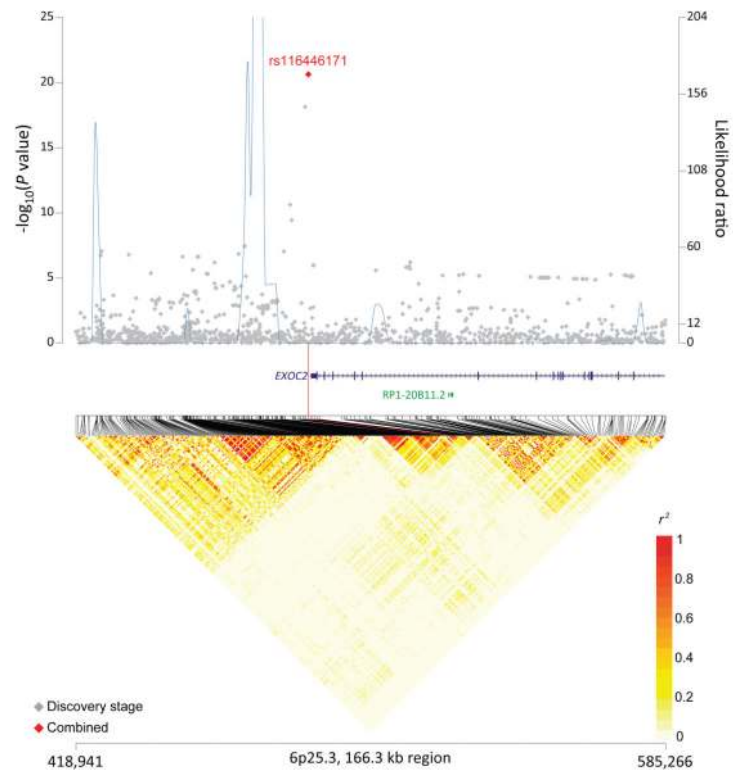 25
20
15
10
5
0
-log10(P value)
204
156
108
60
12
0
Likelihood ratio
rs116446171
EXOC2
RP1-20B11.2
r²
1
0.8
0.6
0.4
0.2
0
Discovery stage
Combined
418,941
6p25.3, 166.3 kb region
585,266